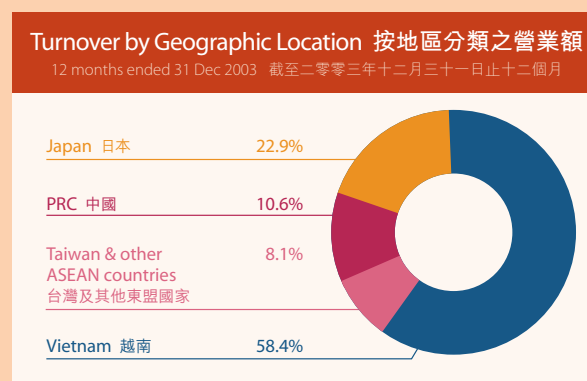 Turnover by Geographic Location 按地區分類之營業額
12 months ended 31 Dec 2003 截至二零零三年十二月三十一日止十二個月
Japan 日本 22.9%
PRC 中國 10.6%
Taiwan & other 8.1%
ASEAN countries
台灣及其他東盟國家
Vietnam 越南 58.4%